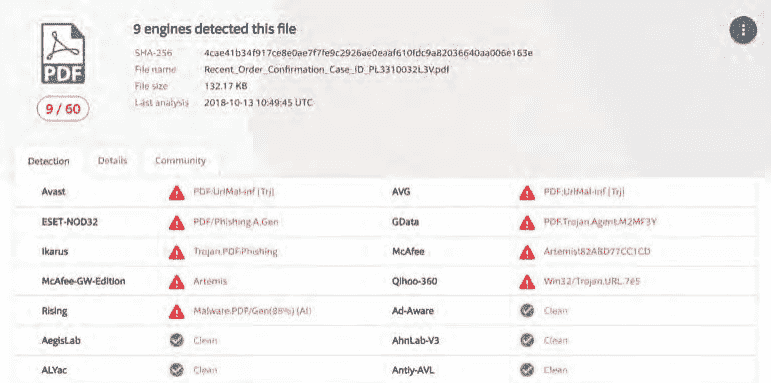 9 engines detected this file
PDF
9 / 60
SHA-256 4cae41b34f917ce8e0ae7f7fe9c2926ae0eaaf610fdc9a82036640aa006e163e
File name Recent_Order_Confirmation_Case_ID_PL3310032L3V.pdf
File size 132.17 KB
Last analysis 2018-10-13 10:49:45 UTC
Detection Details Community
Avast PDF:UrlMal-inf [Trj] AVG PDF:UrlMal-inf [Trj]
ESET-NOD32 PDF/Phishing.A.Gen GData PDF.Trojan.Agent.M2MF3Y
Ikarus Trojan.PDF.Phishing McAfee Artemis!82ABD77CC1CD
McAfee-GW-Edition Artemis Qihoo-360 Win32/Trojan.URL.7e5
Rising Malware.PDF/Gen(88%) (AI) Ad-Aware Clean
AegisLab Clean AhnLab-V3 Clean
ALYac Clean Antiy-AVL Clean